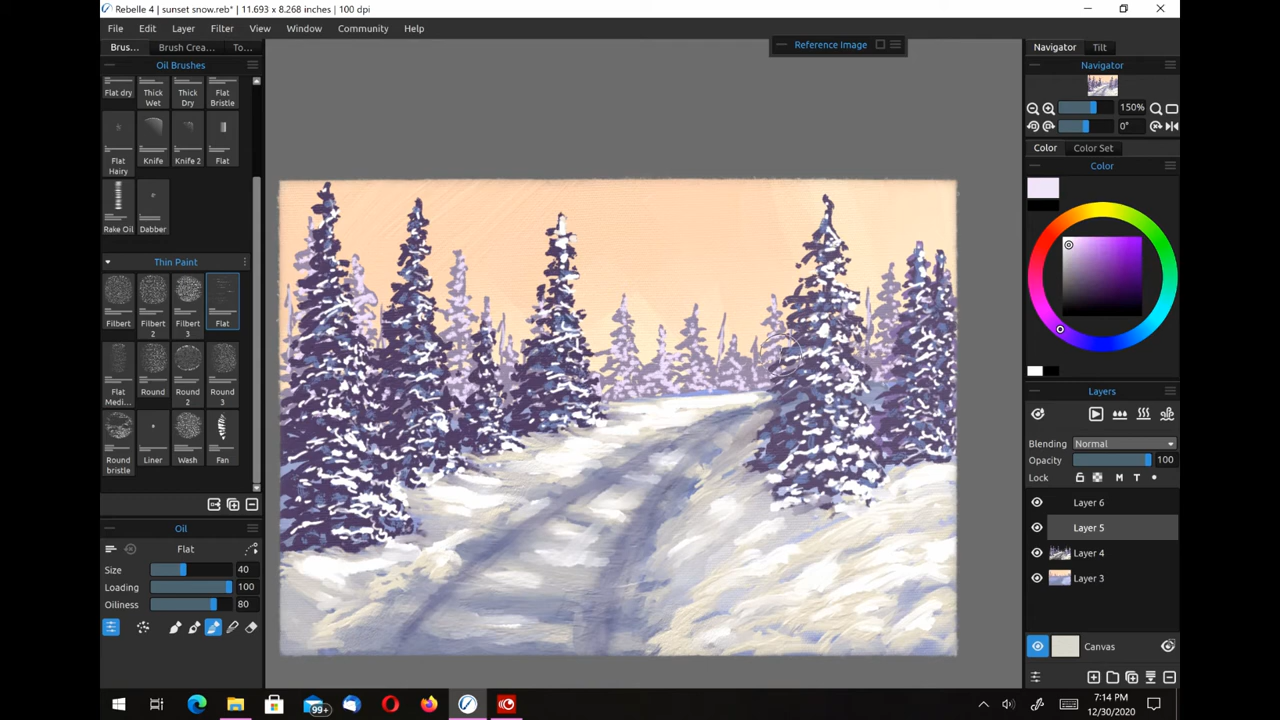 Rebelle 4 | sunset snow.reb* | 11.693 x 8.268 inches | 100 dpi
File Edit Layer Filter View Window Community Help
Brus... Brush Crea... To...
Oil Brushes
Flat dry Thick Wet Thick Dry Flat Bristle
Flat Hairy Knife Knife 2 Flat
Rake Oil Dabber
Thin Paint
Filbert Filbert 2 Filbert 3 Flat
Flat Medi... Round Round 2 Round 3
Round bristle Liner Wash Fan
Oil
Flat
Size 40
Loading 100
Oiliness 80
Reference Image
Navigator Tilt
Navigator
150%
0°
Color Color Set
Color
Layers
Blending Normal
Opacity 100
Lock M T
Layer 6
Layer 5
Layer 4
Layer 3
Canvas
99+
7:14 PM
12/30/2020